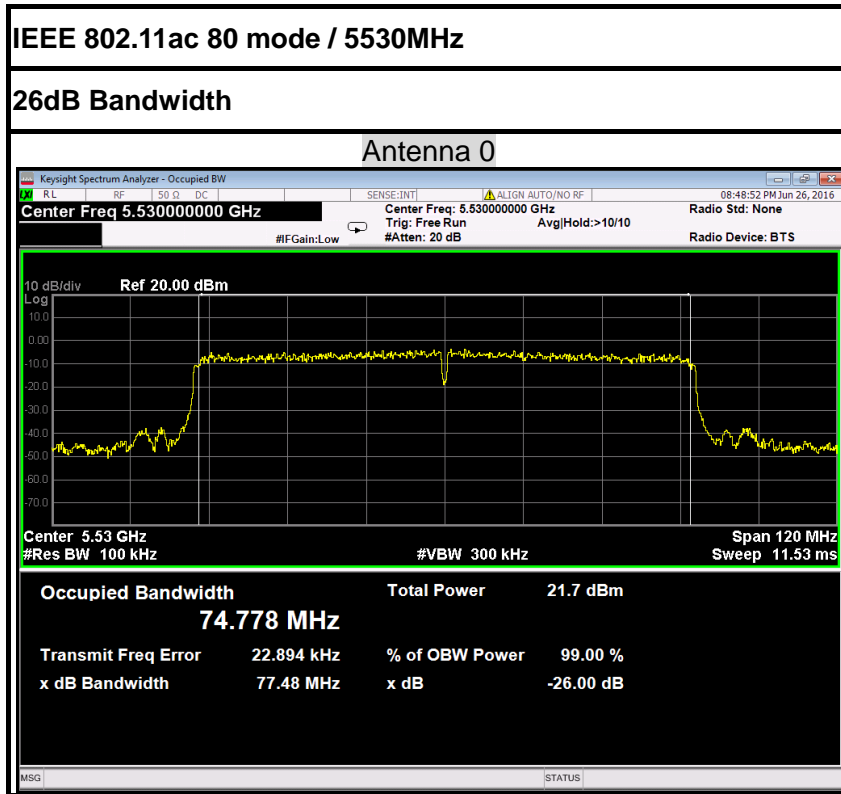 IEEE 802.11ac 80 mode / 5530MHz
26dB Bandwidth
Antenna 0
Keysight Spectrum Analyzer - Occupied BW
LXI RL RF 50 Ω DC SENSE:INT ALIGN AUTO/NO RF 08:48:52 PM Jun 26, 2016
Center Freq 5.530000000 GHz Center Freq: 5.530000000 GHz Radio Std: None
Trig: Free Run Avg|Hold:>10/10
#IFGain:Low #Atten: 20 dB Radio Device: BTS
10 dB/div Ref 20.00 dBm
Log
10.0
0.00
-10.0
-20.0
-30.0
-40.0
-50.0
-60.0
-70.0
Center 5.53 GHz Span 120 MHz
#Res BW 100 kHz #VBW 300 kHz Sweep 11.53 ms
Occupied Bandwidth Total Power 21.7 dBm
74.778 MHz
Transmit Freq Error 22.894 kHz % of OBW Power 99.00 %
x dB Bandwidth 77.48 MHz x dB -26.00 dB
MSG STATUS